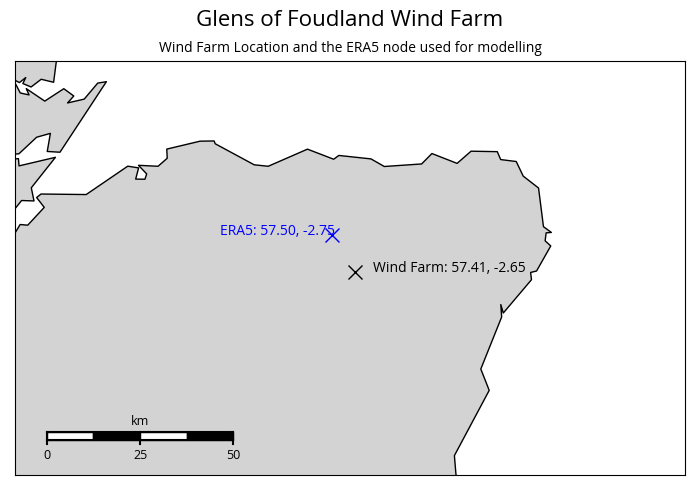 Glens of Foudland Wind Farm
Wind Farm Location and the ERA5 node used for modelling
ERA5: 57.50, -2.75
Wind Farm: 57.41, -2.65
km
0 25 50